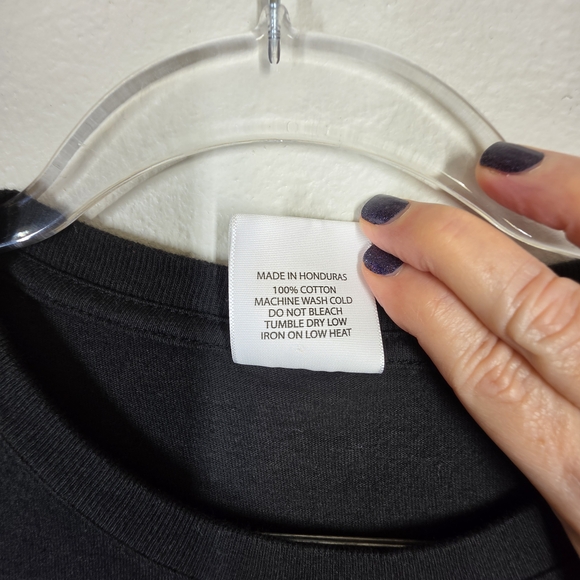 MADE IN HONDURAS
100% COTTON
MACHINE WASH COLD
DO NOT BLEACH
TUMBLE DRY LOW
IRON ON LOW HEAT